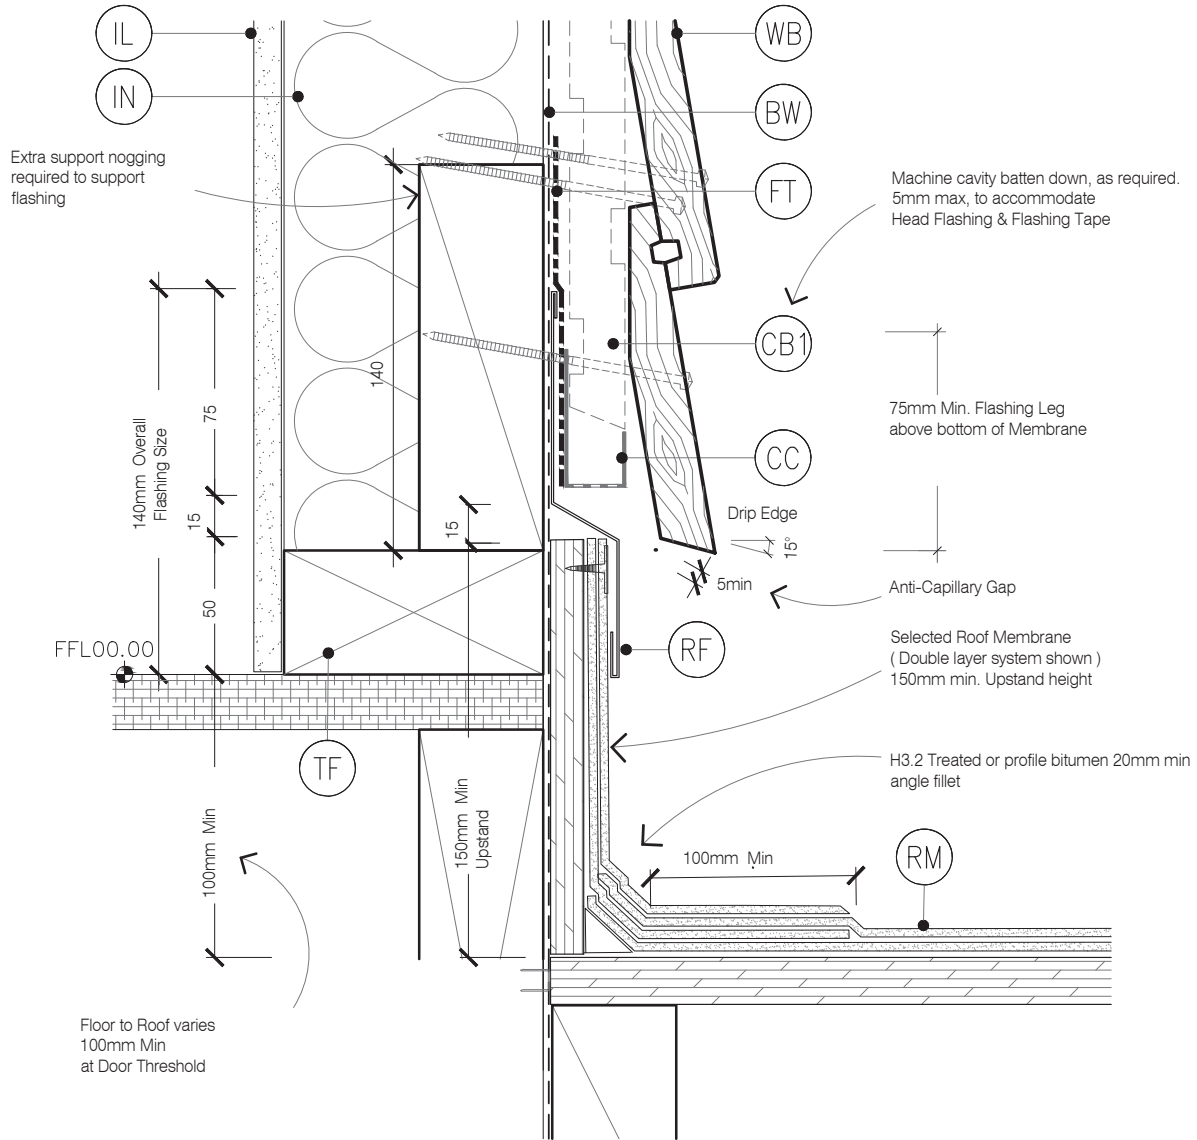 IL
IN
WB
BW
FT
CB1
CC
RF
TF
RM
Extra support nogging
required to support
flashing
Machine cavity batten down, as required.
5mm max, to accommodate
Head Flashing & Flashing Tape
75mm Min. Flashing Leg
above bottom of Membrane
Drip Edge
15°
5min
Anti-Capillary Gap
Selected Roof Membrane
( Double layer system shown )
150mm min. Upstand height
H3.2 Treated or profile bitumen 20mm min
angle fillet
100mm Min
140mm Overall
Flashing Size
75
15
50
140
15
FFL00.00
100mm Min
150mm Min
Upstand
Floor to Roof varies
100mm Min
at Door Threshold